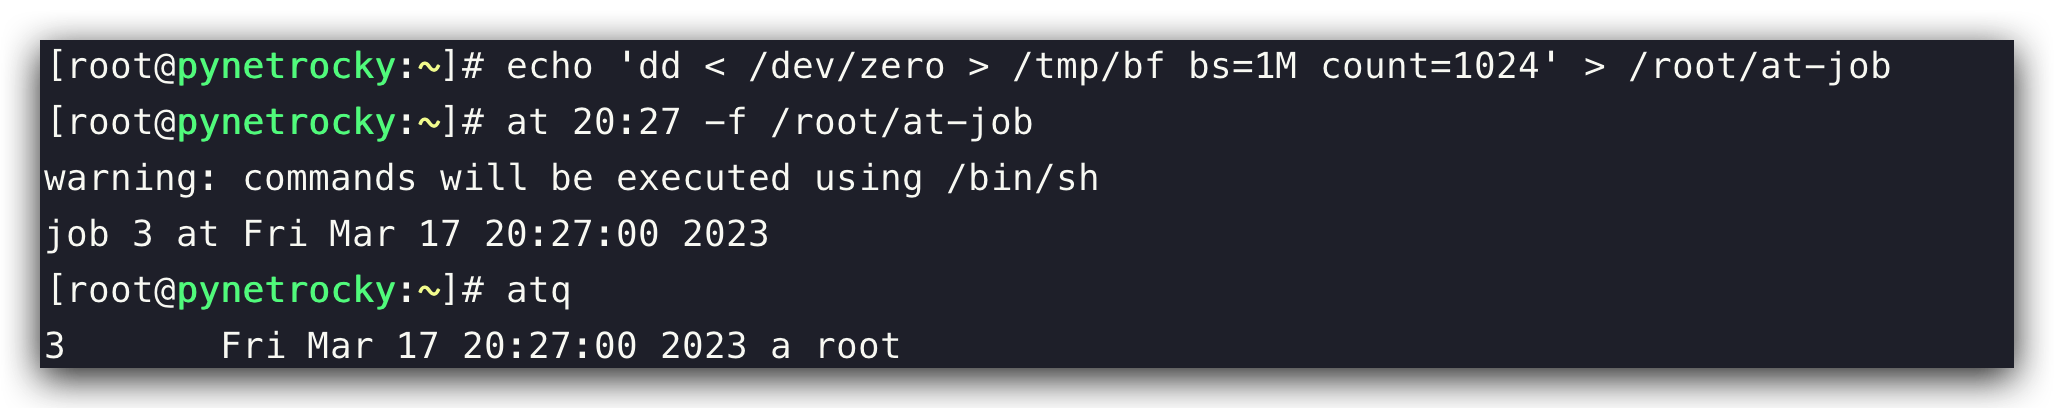 [root@pynetrocky:~]# echo 'dd < /dev/zero > /tmp/bf bs=1M count=1024' > /root/at-job
[root@pynetrocky:~]# at 20:27 -f /root/at-job
warning: commands will be executed using /bin/sh
job 3 at Fri Mar 17 20:27:00 2023
[root@pynetrocky:~]# atq
3       Fri Mar 17 20:27:00 2023 a root